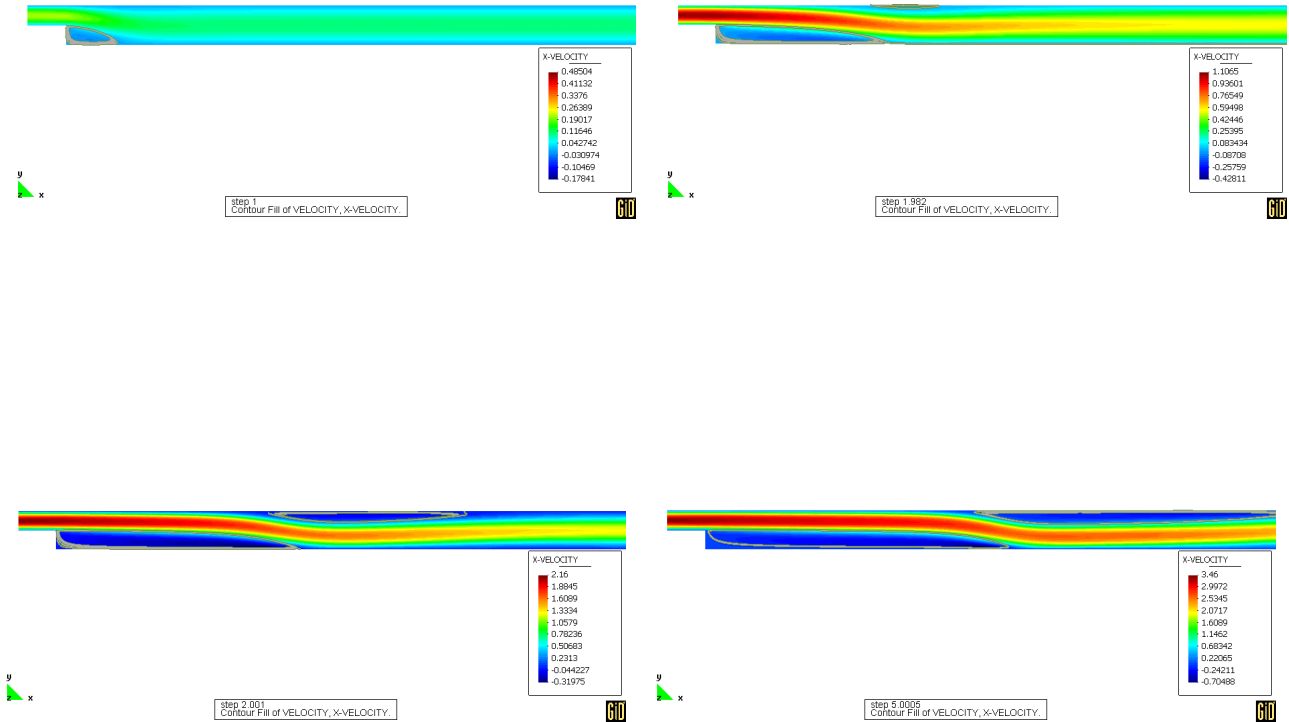 X-VELOCITY
0.48504
0.41132
0.3376
0.26389
0.19017
0.11646
0.042742
-0.030974
-0.10469
-0.17841
y
z x
step 1
Contour Fill of VELOCITY, X-VELOCITY.
GiD
X-VELOCITY
1.1065
0.93601
0.76549
0.59498
0.42446
0.25395
0.083434
-0.08708
-0.25759
-0.42811
y
z x
step 1.982
Contour Fill of VELOCITY, X-VELOCITY.
GiD
X-VELOCITY
2.16
1.8845
1.6089
1.3334
1.0579
0.78236
0.50683
0.2313
-0.044227
-0.31975
y
z x
step 2.001
Contour Fill of VELOCITY, X-VELOCITY.
GiD
X-VELOCITY
3.46
2.9972
2.5345
2.0717
1.6089
1.1462
0.68342
0.22065
-0.24211
-0.70488
y
z x
step 5.0005
Contour Fill of VELOCITY, X-VELOCITY.
GiD